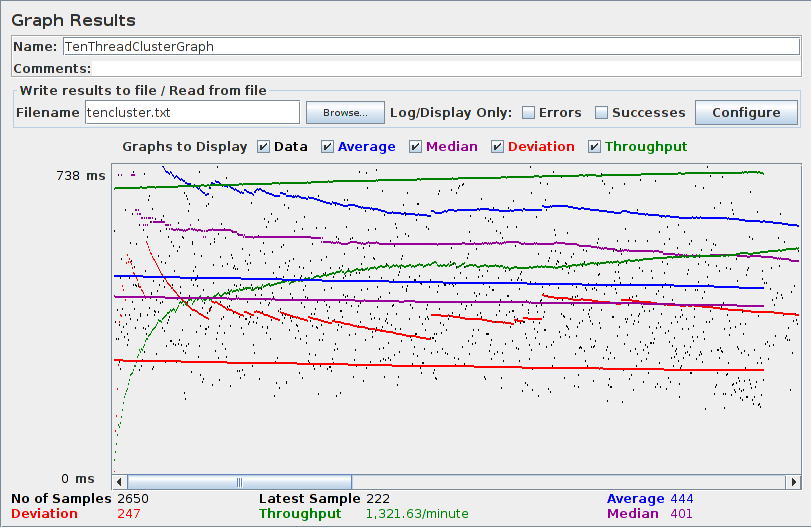 Graph Results
Name: TenThreadClusterGraph
Comments:
Write results to file / Read from file
Filename tencluster.txt Browse... Log/Display Only: Errors Successes Configure
Graphs to Display Data Average Median Deviation Throughput
738 ms
0 ms
No of Samples 2650 Latest Sample 222 Average 444
Deviation 247 Throughput 1,321.63/minute Median 401